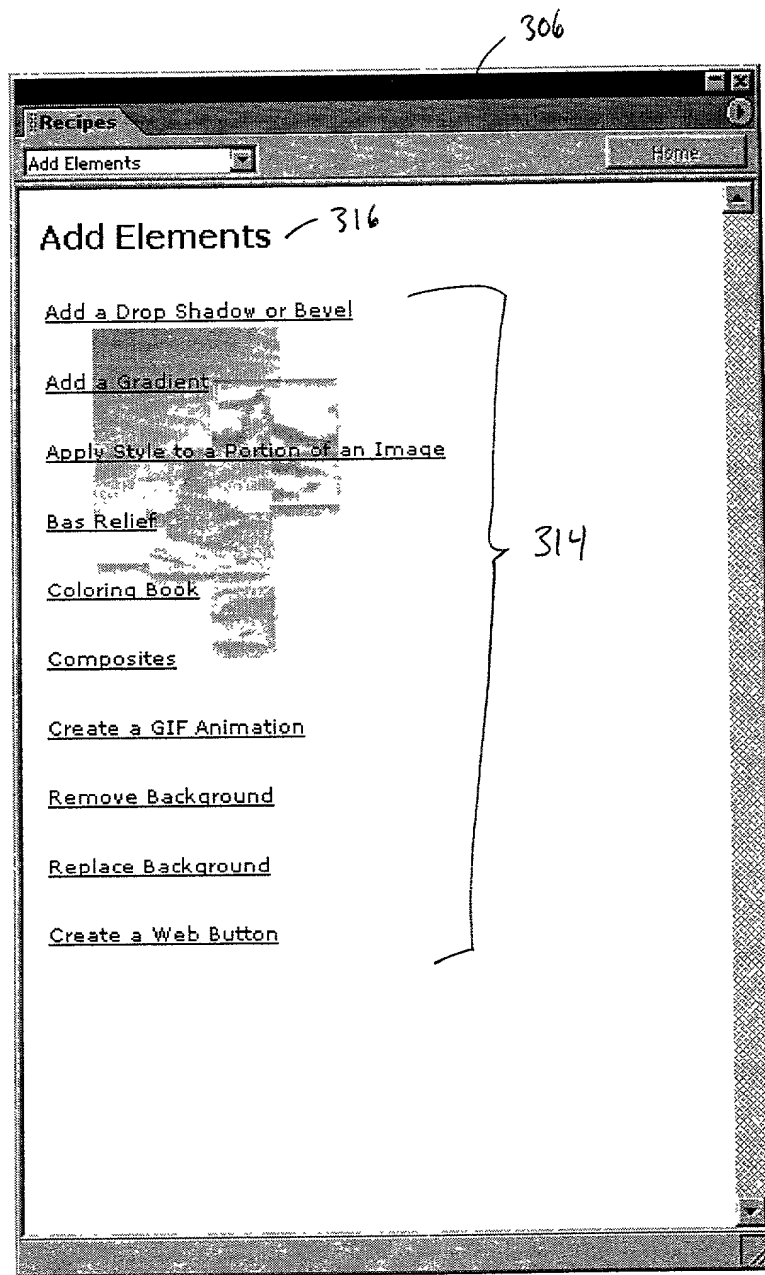 306
Recipes
Add Elements
Home
Add Elements
316
Add a Drop Shadow or Bevel
Add a Gradient
Apply Style to a Portion of an Image
Bas Relief
314
Coloring Book
Composites
Create a GIF Animation
Remove Background
Replace Background
Create a Web Button